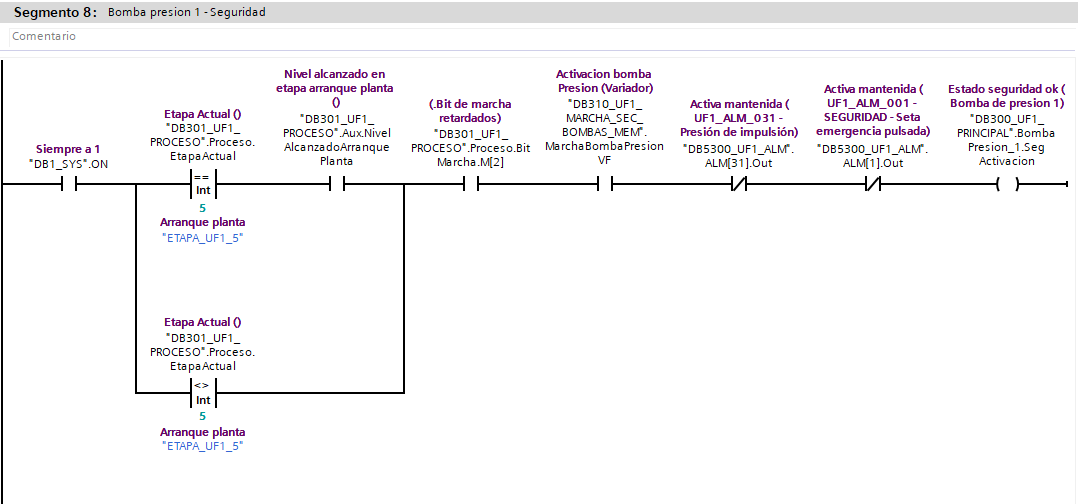 Segmento 8: Bomba presion 1 - Seguridad
Comentario
Siempre a 1
"DB1_SYS".ON
Etapa Actual ()
"DB301_UF1_
PROCESO".Proceso.
EtapaActual
==
Int
5
Arranque planta
"ETAPA_UF1_5"
Nivel alcanzado en
etapa arranque planta
()
"DB301_UF1_
PROCESO".Aux.Nivel
AlcanzadoArranque
Planta
(.Bit de marcha
retardados)
"DB301_UF1_
PROCESO".Proceso.Bit
Marcha.M[2]
Activacion bomba
Presion (Variador)
"DB310_UF1_
MARCHA_SEC_
BOMBAS_MEM".
MarchaBombaPresion
VF
Activa mantenida (
UF1_ALM_031 -
Presión de impulsión)
"DB5300_UF1_ALM".
ALM[31].Out
Activa mantenida (
UF1_ALM_001 -
SEGURIDAD - Seta
emergencia pulsada)
"DB5300_UF1_ALM".
ALM[1].Out
Estado seguridad ok (
Bomba de presion 1)
"DB300_UF1_
PRINCIPAL".Bomba
Presion_1.Seg
Activacion
Etapa Actual ()
"DB301_UF1_
PROCESO".Proceso.
EtapaActual
<>
Int
5
Arranque planta
"ETAPA_UF1_5"